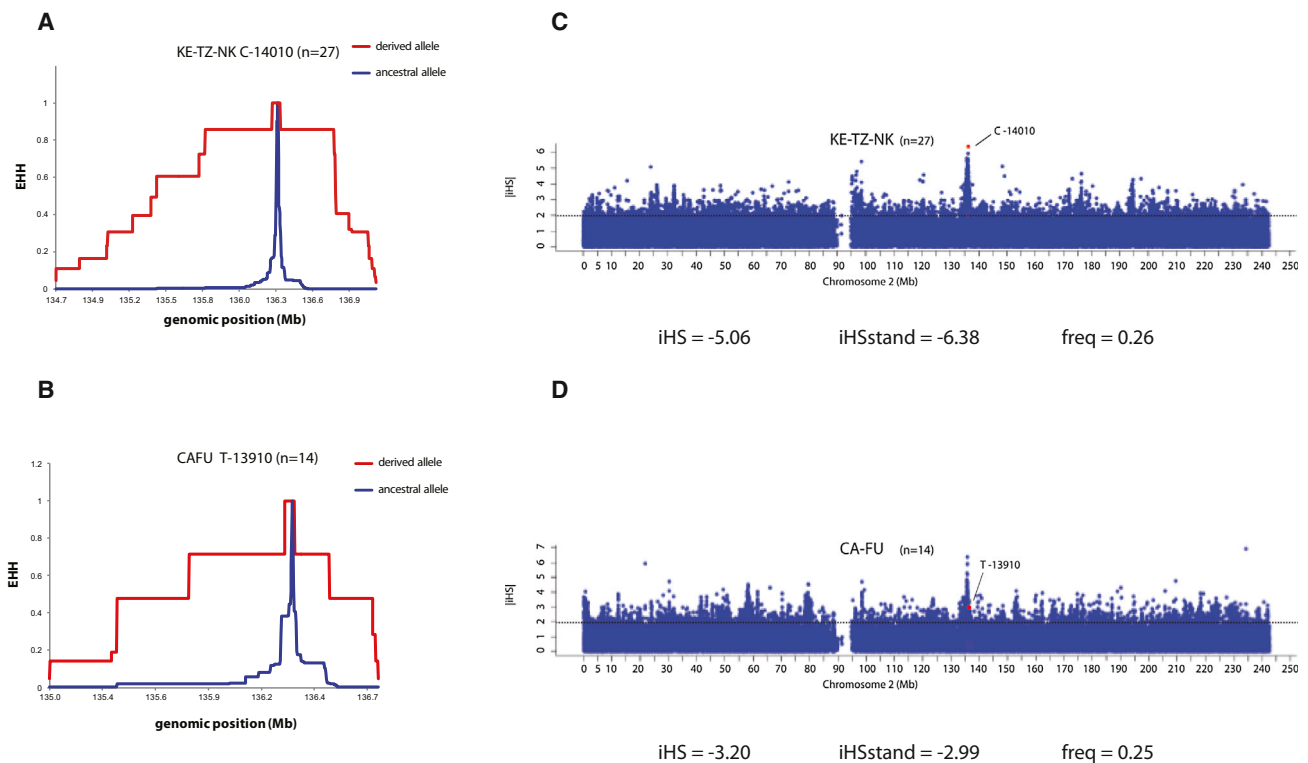 A
KE-TZ-NK C-14010 (n=27)
derived allele
ancestral allele
EHH
1
0.8
0.6
0.4
0.2
0
134.7 134.9 135.2 135.5 135.8 136.0 136.3 136.6 136.9
genomic position (Mb)
B
CAFU T-13910 (n=14)
derived allele
ancestral allele
EHH
1.2
1
0.8
0.6
0.4
0.2
0
135.0 135.4 135.6 135.9 136.2 136.4 136.7
genomic position (Mb)
C
KE-TZ-NK (n=27)
C -14010
|iHS|
6
5
4
3
2
1
0
0 5 10 20 30 40 50 60 70 80 90 100 110 120 130 140 150 160 170 180 190 200 210 220 230 240 250
Chromosome 2 (Mb)
iHS = -5.06 iHSstand = -6.38 freq = 0.26
D
CA-FU (n=14)
T -13910
|iHS|
7
6
5
4
3
2
1
0
0 5 10 20 30 40 50 60 70 80 90 100 110 120 130 140 150 160 170 180 190 200 210 220 230 240 250
Chromosome 2 (Mb)
iHS = -3.20 iHSstand = -2.99 freq = 0.25